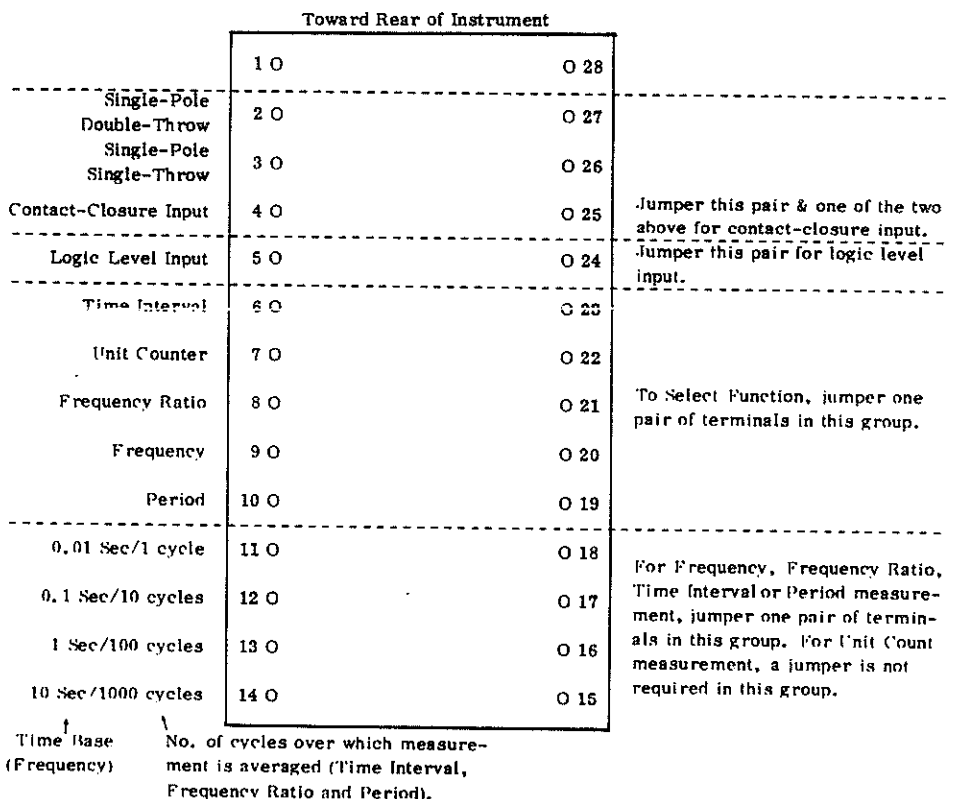 Toward Rear of Instrument
1 O O 28
Single-Pole
Double-Throw
2 O O 27
Single-Pole
Single-Throw
3 O O 26
Contact-Closure Input 4 O O 25
Jumper this pair & one of the two
above for contact-closure input.
Logic Level Input 5 O O 24
Jumper this pair for logic level
input.
Time Interval 6 O O 23
Unit Counter 7 O O 22
Frequency Ratio 8 O O 21
To Select Function, jumper one
pair of terminals in this group.
Frequency 9 O O 20
Period 10 O O 19
0.01 Sec/1 cycle 11 O O 18
0.1 Sec/10 cycles 12 O O 17
1 Sec/100 cycles 13 O O 16
10 Sec/1000 cycles 14 O O 15
For Frequency, Frequency Ratio,
Time Interval or Period measure-
ment, jumper one pair of termin-
als in this group. For Unit Count
measurement, a jumper is not
required in this group.
Time Base
(Frequency)
No. of cycles over which measure-
ment is averaged (Time Interval,
Frequency Ratio and Period).